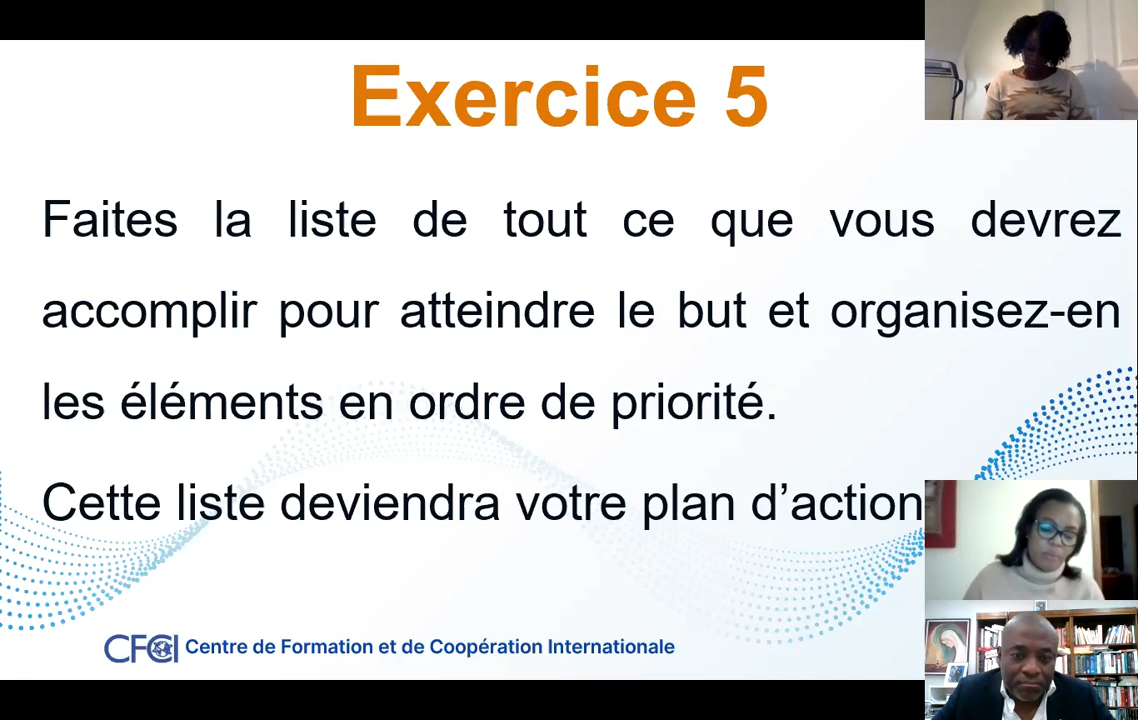 Exercice 5
Faites la liste de tout ce que vous devrez
accomplir pour atteindre le but et organisez-en
les éléments en ordre de priorité.
Cette liste deviendra votre plan d’action
CFCI Centre de Formation et de Coopération Internationale